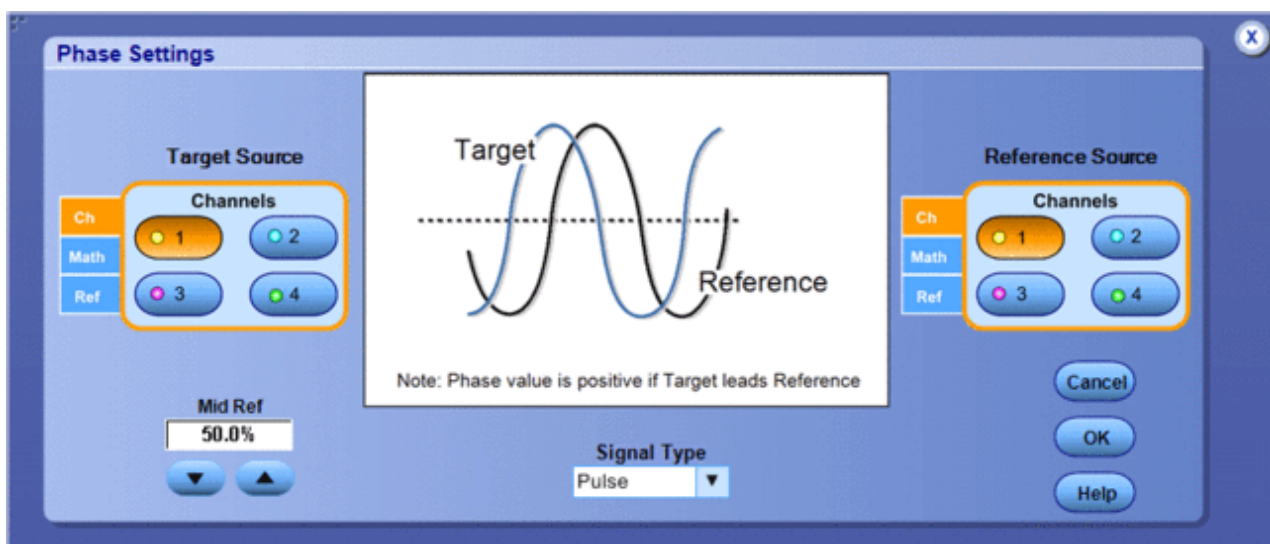 X
Phase Settings
Target Source
Channels
Ch
Math
Ref
1
2
3
4
Target
Reference
Note: Phase value is positive if Target leads Reference
Reference Source
Channels
Ch
Math
Ref
1
2
3
4
Mid Ref
50.0%
Signal Type
Pulse
Cancel
OK
Help